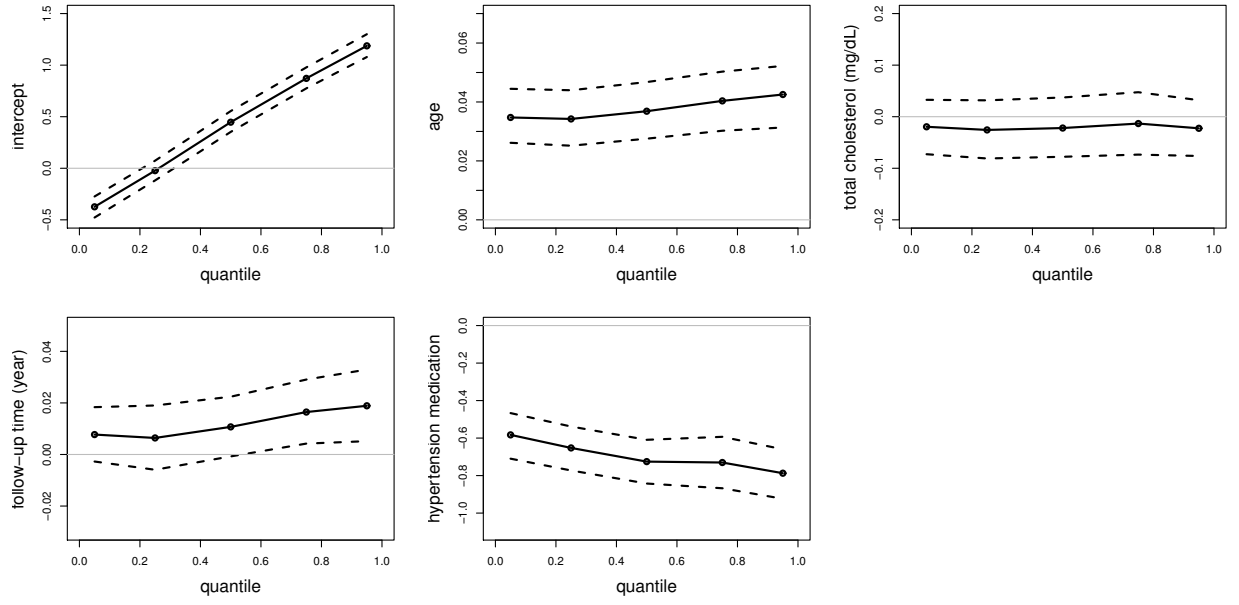 intercept
1.5
1.0
0.5
0.0
−0.5
0.0 0.2 0.4 0.6 0.8 1.0
quantile
age
0.06
0.04
0.02
0.00
0.0 0.2 0.4 0.6 0.8 1.0
quantile
total cholesterol (mg/dL)
0.2
0.1
0.0
−0.1
−0.2
0.0 0.2 0.4 0.6 0.8 1.0
quantile
follow−up time (year)
0.04
0.02
0.00
−0.02
0.0 0.2 0.4 0.6 0.8 1.0
quantile
hypertension medication
0.0
−0.2
−0.4
−0.6
−0.8
−1.0
0.0 0.2 0.4 0.6 0.8 1.0
quantile